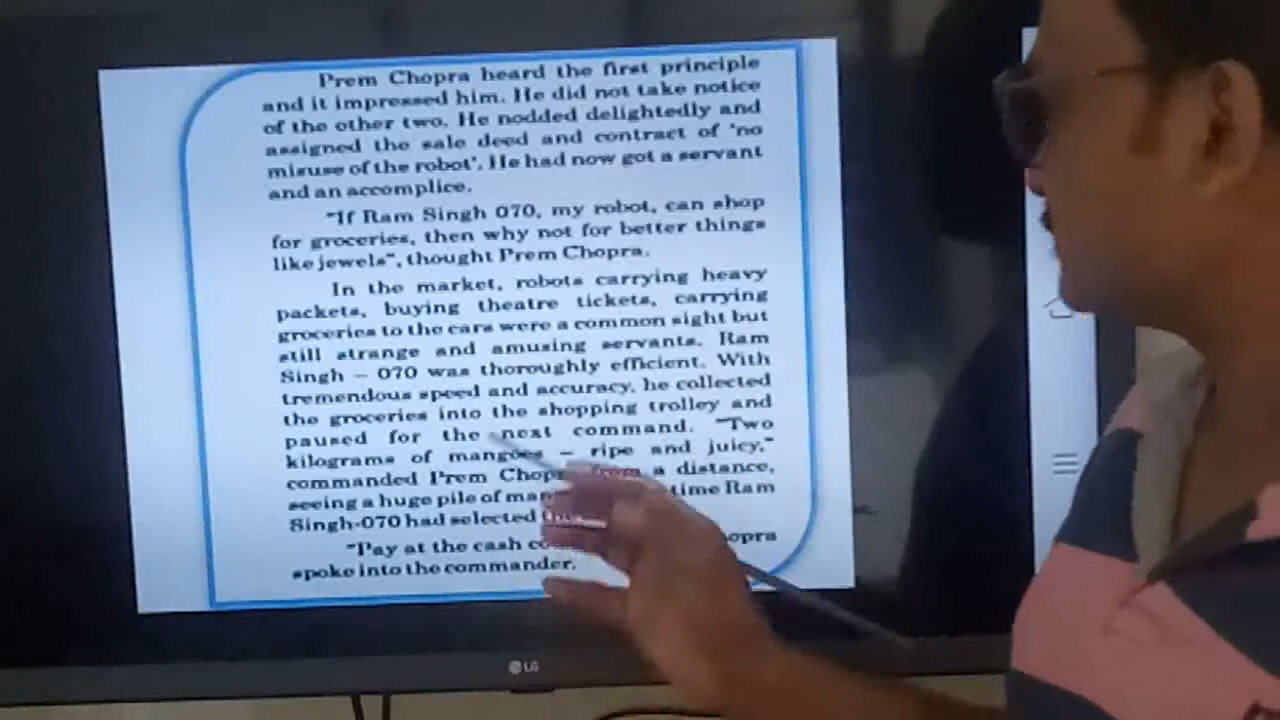 Prem Chopra heard the first principle
and it impressed him. He did not take notice
of the other two. He nodded delightedly and
assigned the sale deed and contract of 'no
misuse of the robot'. He had now got a servant
and an accomplice.
"If Ram Singh 070, my robot, can shop
for groceries, then why not for better things
like jewels", thought Prem Chopra.
In the market, robots carrying heavy
packets, buying theatre tickets, carrying
groceries to the cars were a common sight but
still strange and amusing servants. Ram
Singh – 070 was thoroughly efficient. With
tremendous speed and accuracy, he collected
the groceries into the shopping trolley and
paused for the next command. "Two
kilograms of mangoes – ripe and juicy,"
commanded Prem Chopra from a distance,
seeing a huge pile of time Ram
Singh-070 had selected
"Pay at the cash
spoke into the commander.
LG